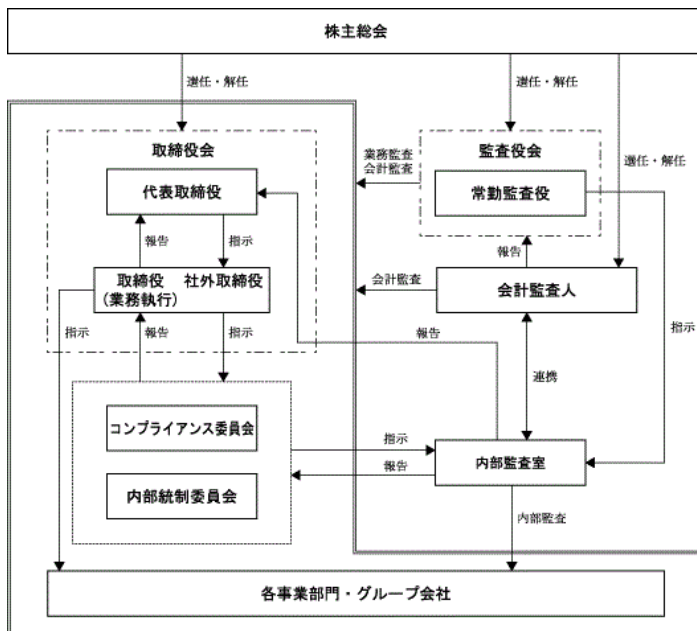 株主総会
選任・解任
選任・解任
選任・解任
取締役会
代表取締役
報告
指示
取締役 社外取締役
(業務執行)
指示
報告
指示
業務監査
会計監査
監査役会
常勤監査役
報告
会計監査
会計監査人
指示
報告
連携
コンプライアンス委員会
内部統制委員会
指示
報告
内部監査室
内部監査
各事業部門・グループ会社